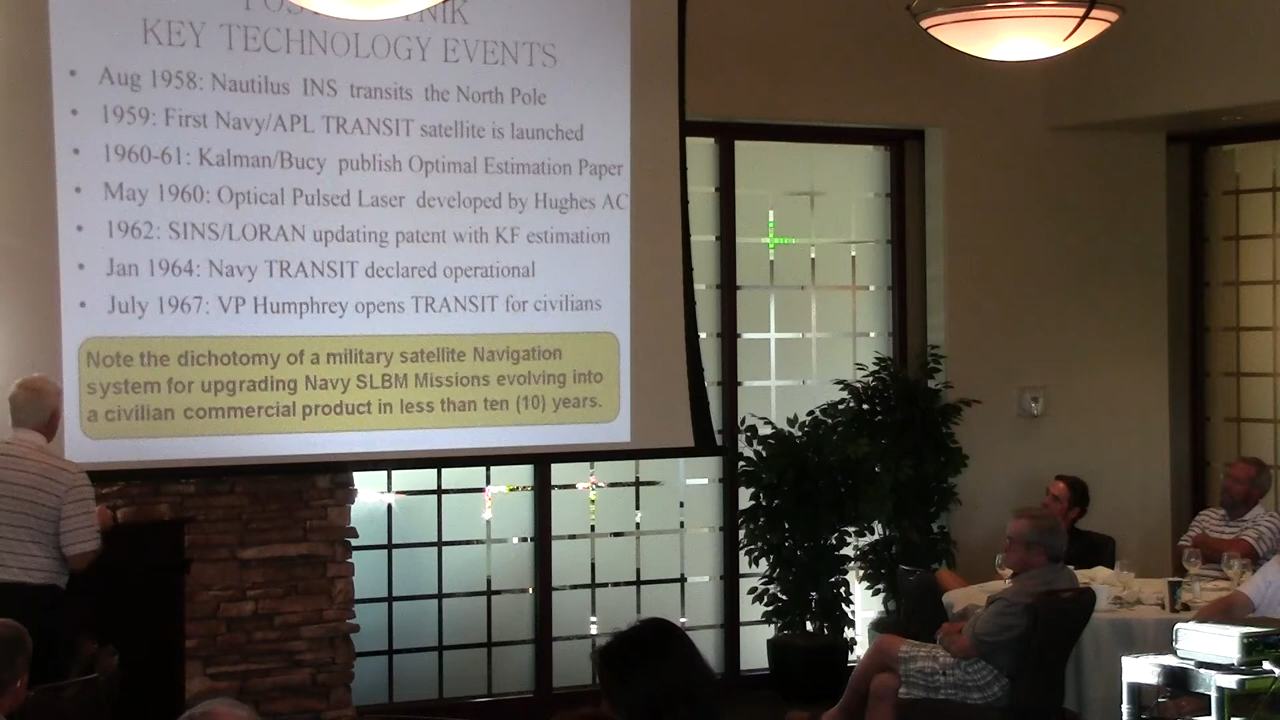 KEY TECHNOLOGY EVENTS
• Aug 1958: Nautilus INS transits the North Pole
• 1959: First Navy/APL TRANSIT satellite is launched
• 1960-61: Kalman/Bucy publish Optimal Estimation Paper
• May 1960: Optical Pulsed Laser developed by Hughes AC
• 1962: SINS/LORAN updating patent with KF estimation
• Jan 1964: Navy TRANSIT declared operational
• July 1967: VP Humphrey opens TRANSIT for civilians
Note the dichotomy of a military satellite Navigation
system for upgrading Navy SLBM Missions evolving into
a civilian commercial product in less than ten (10) years.